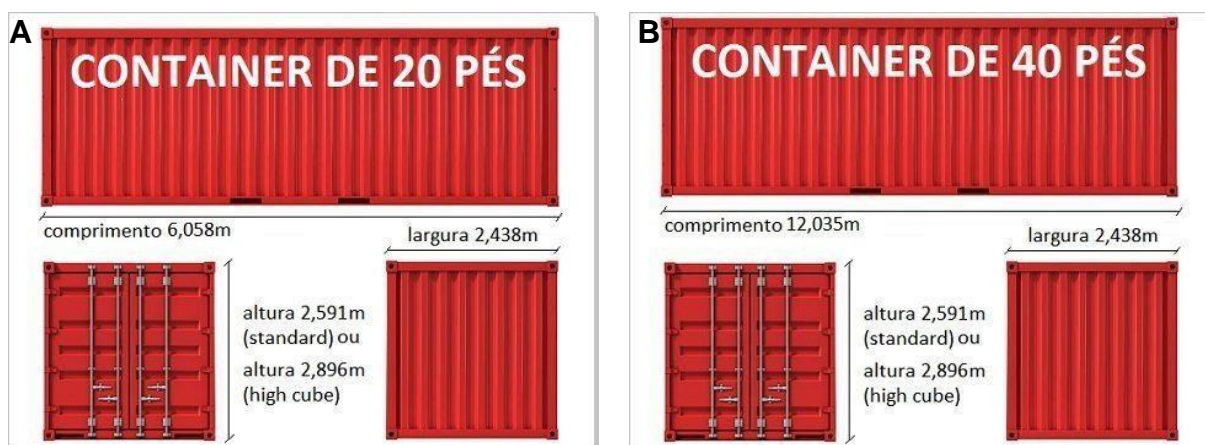 A
CONTAINER DE 20 PÉS
comprimento 6,058m
largura 2,438m
altura 2,591m
(standard) ou
altura 2,896m
(high cube)
B
CONTAINER DE 40 PÉS
comprimento 12,035m
largura 2,438m
altura 2,591m
(standard) ou
altura 2,896m
(high cube)